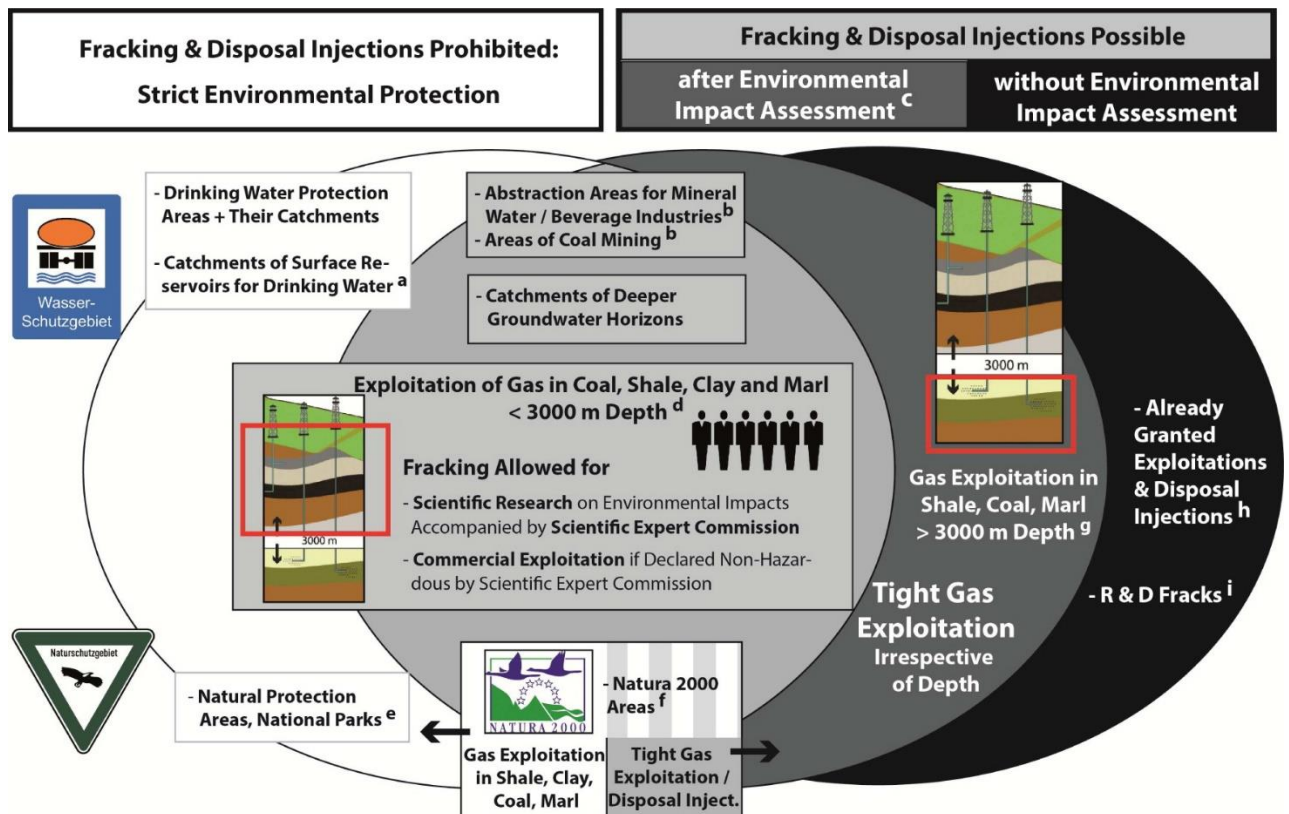 Fracking & Disposal Injections Prohibited:
Strict Environmental Protection
Fracking & Disposal Injections Possible
after Environmental
Impact Assessment c
without Environmental
Impact Assessment
Wasser-
Schutzgebiet
- Drinking Water Protection
Areas + Their Catchments
- Catchments of Surface Re-
servoirs for Drinking Water a
- Abstraction Areas for Mineral
Water / Beverage Industries b
- Areas of Coal Mining b
- Catchments of Deeper
Groundwater Horizons
Exploitation of Gas in Coal, Shale, Clay and Marl
< 3000 m Depth d
3000 m
Fracking Allowed for
- Scientific Research on Environmental Impacts
Accompanied by Scientific Expert Commission
- Commercial Exploitation if Declared Non-Hazar-
dous by Scientific Expert Commission
3000 m
Gas Exploitation in
Shale, Coal, Marl
> 3000 m Depth g
Tight Gas
Exploitation
Irrespective
of Depth
- Already
Granted
Exploitations
& Disposal
Injections h
- R & D Fracks i
Naturschutzgebiet
- Natural Protection
Areas, National Parks e
NATURA 2000
- Natura 2000
Areas f
Gas Exploitation
in Shale, Clay,
Coal, Marl
Tight Gas
Exploitation /
Disposal Inject.